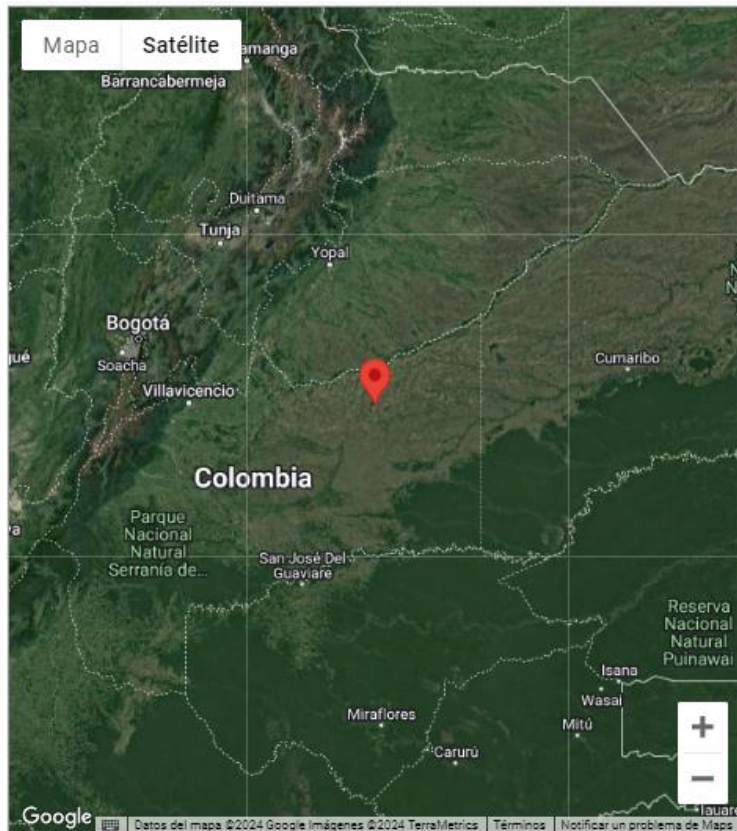 Mapa
Satélite
amanga
Barrancabermeja
Duitama
Tunja
Yopal
Bogotá
Soacha
Villavicencio
Cumaribo
Colombia
Parque
Nacional
Natural
Serranía de...
San José Del
Guaviare
Reserva
Nacional
Natural
Puinawai
Isana
Wasai
Miraflores
Mitú
Carurú
+
−
Google
Datos del mapa ©2024 Google Imágenes ©2024 TerraMetrics
Términos
Notificar un problema de Maps